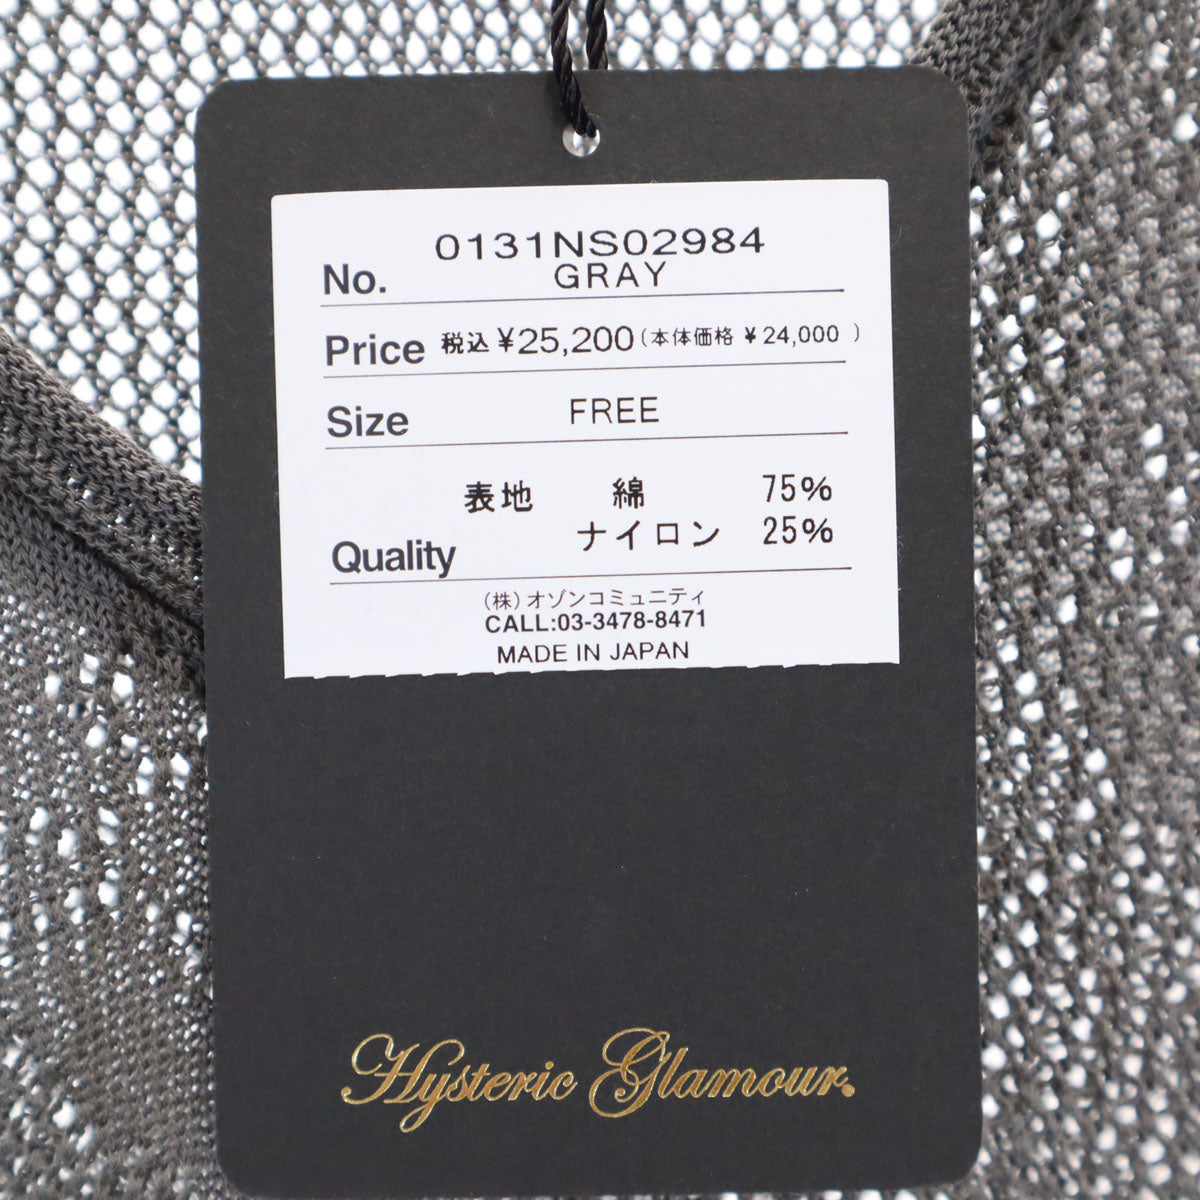 0131NS02984
No. GRAY
Price 税込 ¥25,200 (本体価格 ¥24,000 )
Size FREE
表地 綿 75%
ナイロン 25%
Quality
(株)オゾンコミュニティ
CALL:03-3478-8471
MADE IN JAPAN
Hysteric Glamour.